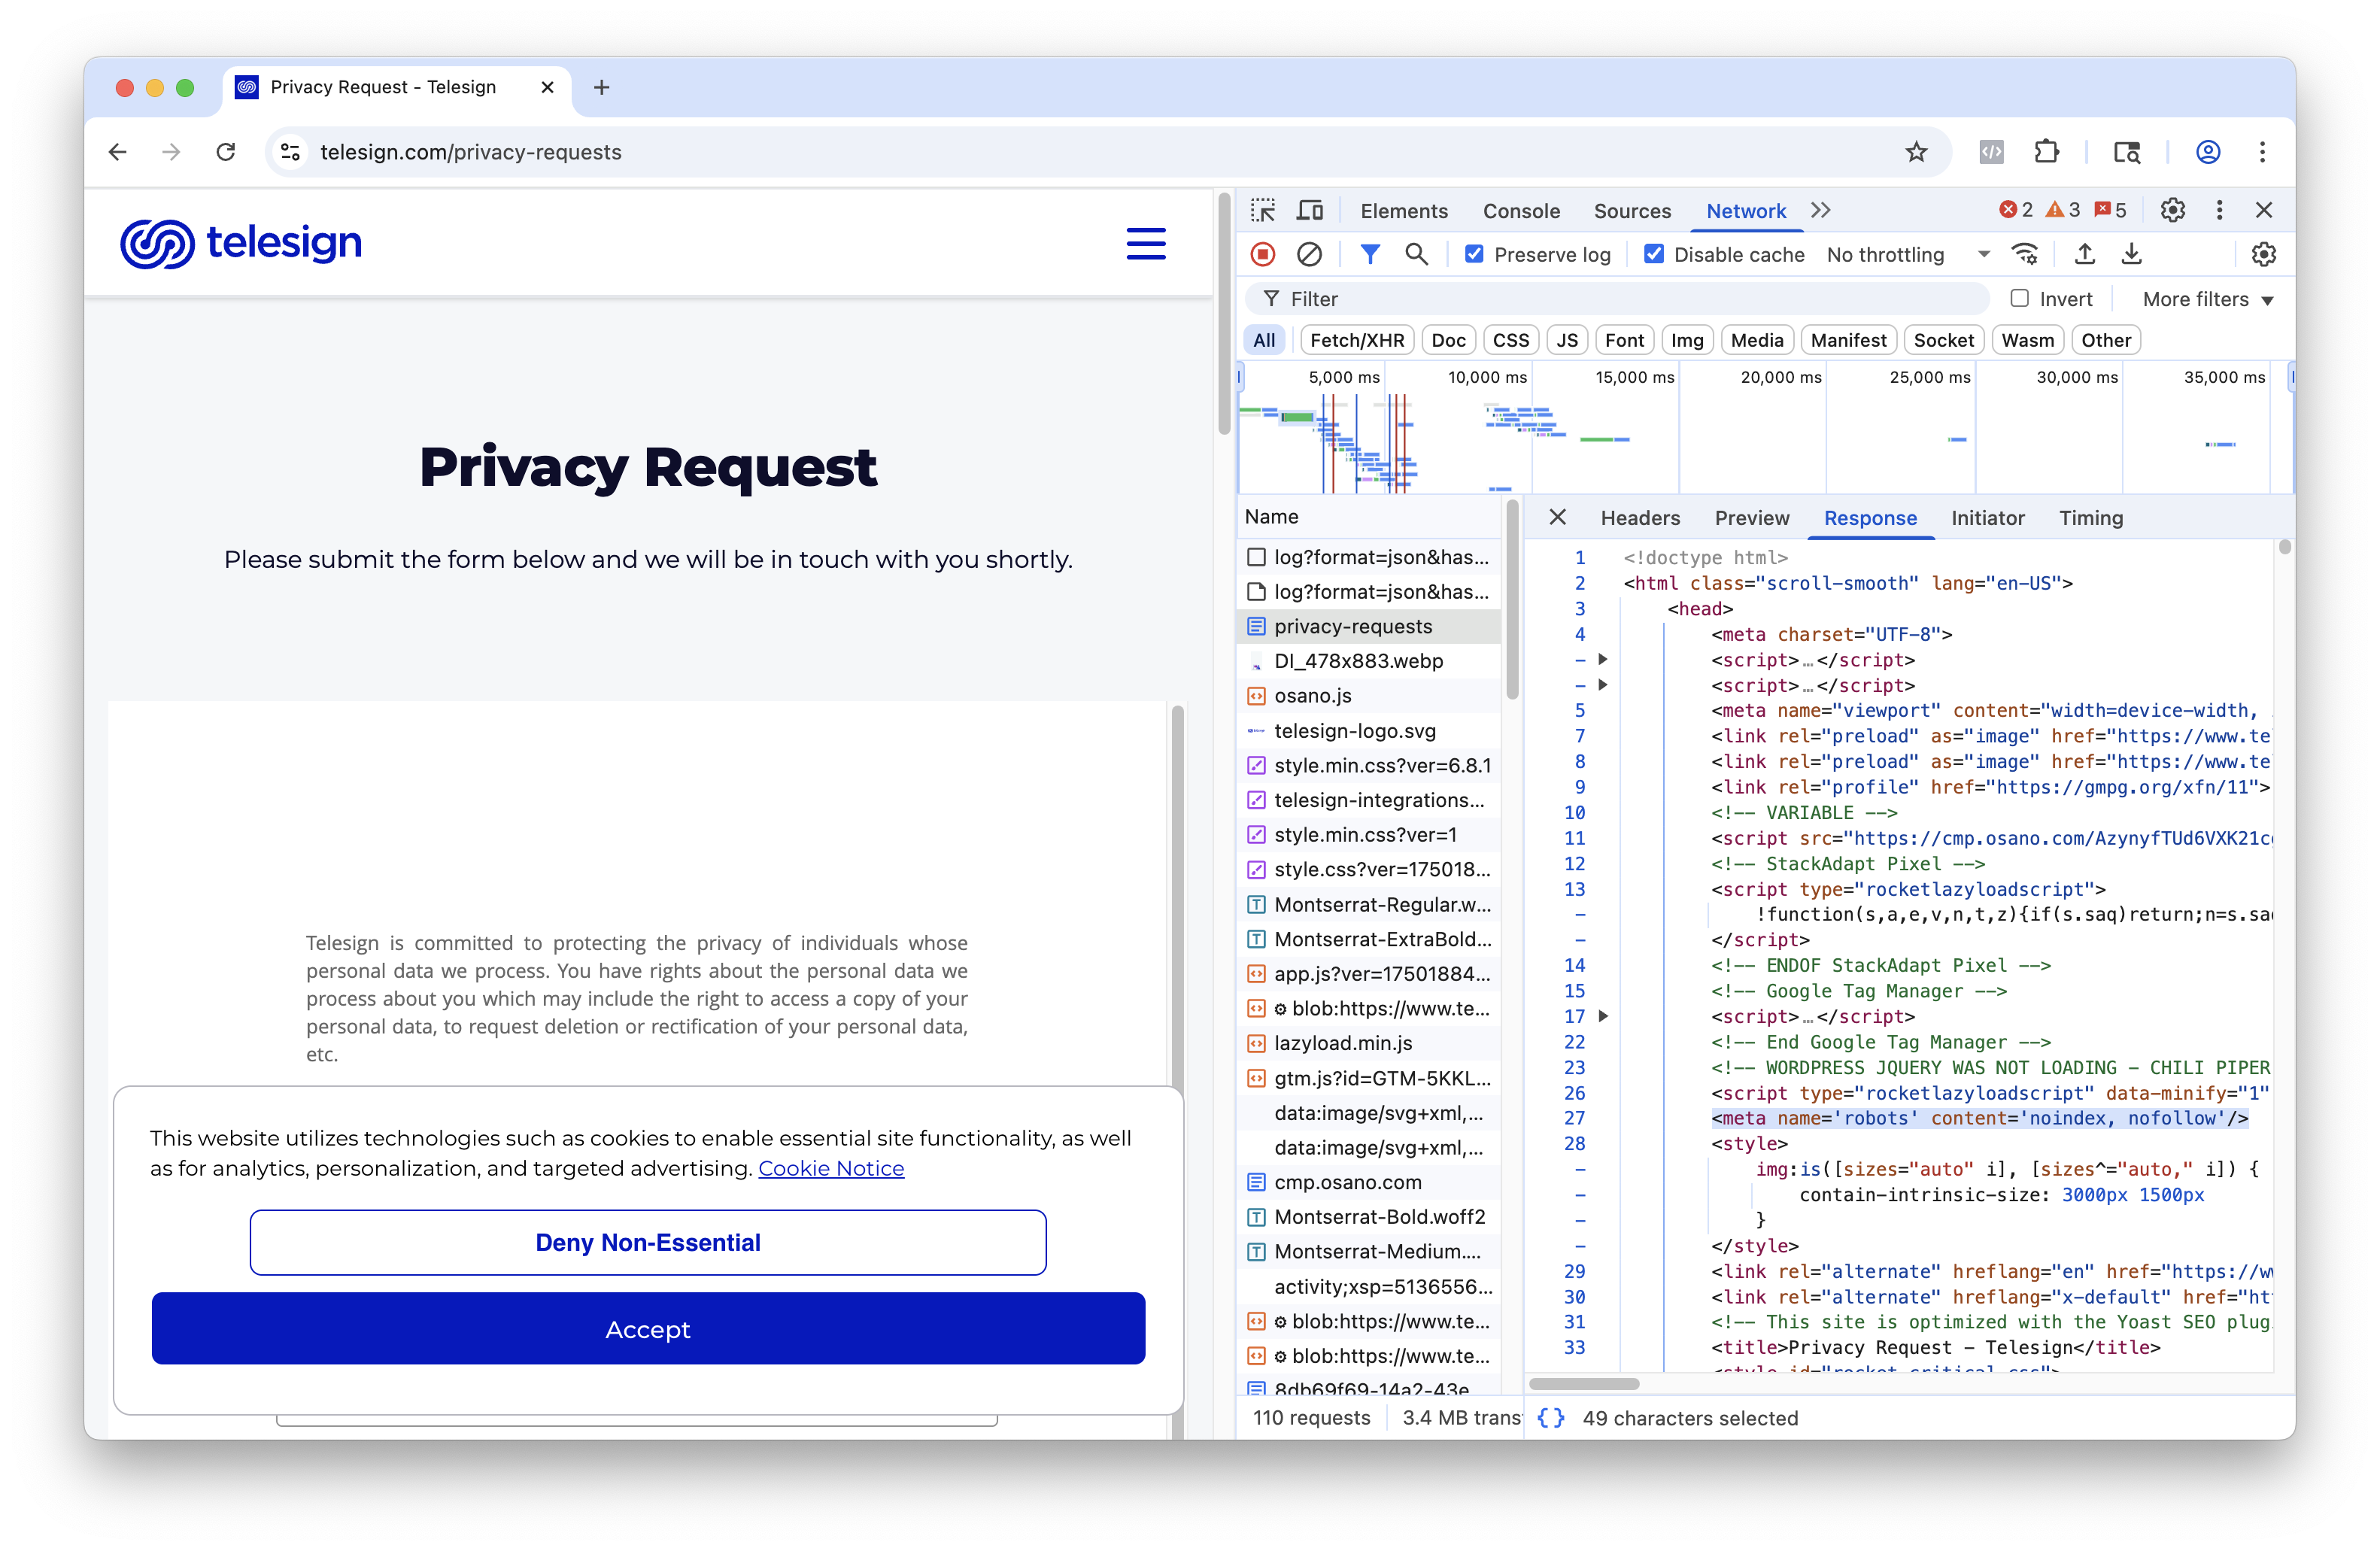 Privacy Request - Telesign
telesign.com/privacy-requests
telesign
Privacy Request
Please submit the form below and we will be in touch with you shortly.
Telesign is committed to protecting the privacy of individuals whose
personal data we process. You have rights about the personal data we
process about you which may include the right to access a copy of your
personal data, to request deletion or rectification of your personal data,
etc.
This website utilizes technologies such as cookies to enable essential site functionality, as well
as for analytics, personalization, and targeted advertising. Cookie Notice
Deny Non-Essential
Accept
Elements Console Sources Network 2 3 5
Preserve log Disable cache No throttling
Filter Invert More filters
All Fetch/XHR Doc CSS JS Font Img Media Manifest Socket Wasm Other
5,000 ms 10,000 ms 15,000 ms 20,000 ms 25,000 ms 30,000 ms 35,000 ms
Name
log?format=json&has...
log?format=json&has...
privacy-requests
DI_478x883.webp
osano.js
telesign-logo.svg
style.min.css?ver=6.8.1
telesign-integrations...
style.min.css?ver=1
style.css?ver=175018...
Montserrat-Regular.w...
Montserrat-ExtraBold...
app.js?ver=17501884...
blob:https://www.te...
lazyload.min.js
gtm.js?id=GTM-5KKL...
data:image/svg+xml,...
data:image/svg+xml,...
cmp.osano.com
Montserrat-Bold.woff2
Montserrat-Medium....
activity;xsp=5136556...
blob:https://www.te...
blob:https://www.te...
8db69f69-14a2-43e
110 requests 3.4 MB trans
Headers Preview Response Initiator Timing
1 <!doctype html>
2 <html class="scroll-smooth" lang="en-US">
3 <head>
4 <meta charset="UTF-8">
- <script>…</script>
- <script>…</script>
5 <meta name="viewport" content="width=device-width,
7 <link rel="preload" as="image" href="https://www.te
8 <link rel="preload" as="image" href="https://www.te
9 <link rel="profile" href="https://gmpg.org/xfn/11">
10 <!-- VARIABLE -->
11 <script src="https://cmp.osano.com/AzynyfTUd6VXK21c
12 <!-- StackAdapt Pixel -->
13 <script type="rocketlazyloadscript">
- !function(s,a,e,v,n,t,z){if(s.saq)return;n=s.sa
- </script>
14 <!-- ENDOF StackAdapt Pixel -->
15 <!-- Google Tag Manager -->
17 <script>…</script>
22 <!-- End Google Tag Manager -->
23 <!-- WORDPRESS JQUERY WAS NOT LOADING - CHILI PIPER
26 <script type="rocketlazyloadscript" data-minify="1"
27 <meta name='robots' content='noindex, nofollow'/>
28 <style>
- img:is([sizes="auto" i], [sizes^="auto," i]) {
- contain-intrinsic-size: 3000px 1500px
- }
- </style>
29 <link rel="alternate" hreflang="en" href="https://w
30 <link rel="alternate" hreflang="x-default" href="ht
31 <!-- This site is optimized with the Yoast SEO plug
33 <title>Privacy Request - Telesign</title>
<style id="rocket-critical-css">
{} 49 characters selected